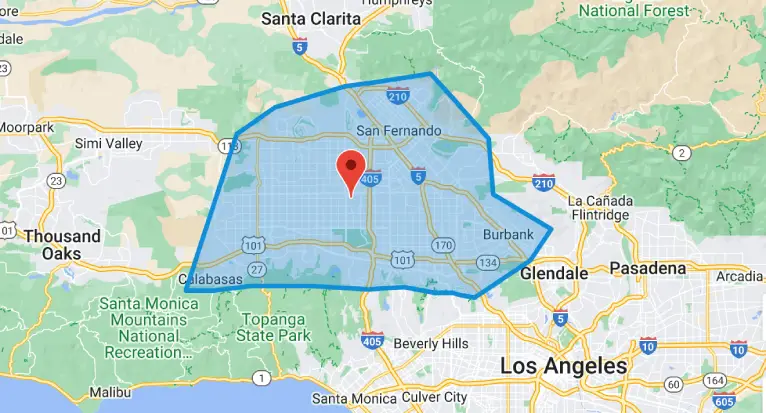 Humphreys
Santa Clarita
National Forest
5
dale
23
210
Moorpark
Simi Valley
118
San Fernando
2
23
405
5
210
La Cañada
Flintridge
101
Thousand
Oaks
101
27
101
170
Burbank
134
Calabasas
Glendale
Pasadena
Arcadia
Santa Monica
Mountains
National
Recreation...
Topanga
State Park
5
405
Beverly Hills
10
10
Los Angeles
Malibu
1
Santa Monica
Culver City
60
164
605